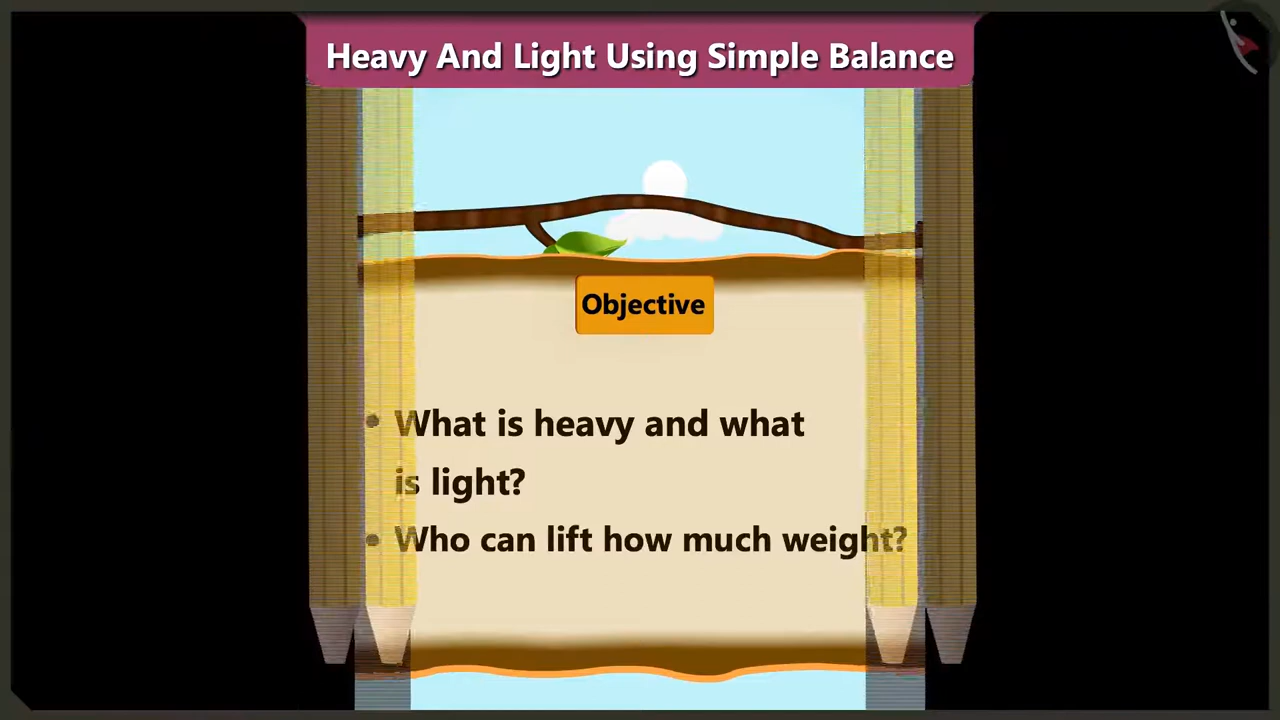 Heavy And Light Using Simple Balance
Objective
• What is heavy and what
is light?
• Who can lift how much weight?